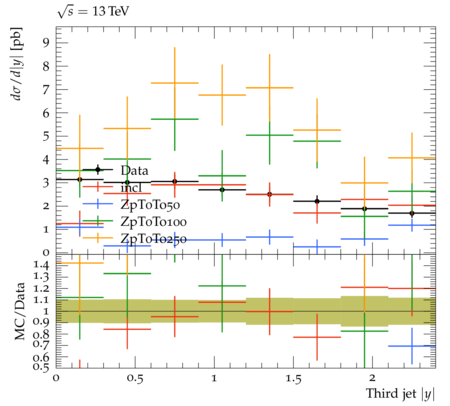 √s = 13 TeV
dσ/d|y| [pb]
9
8
7
6
5
4
3
2
1
0
Data
incl
ZpToTo50
ZpToTo100
ZpToTo250
MC/Data
1.4
1.3
1.2
1.1
1
0.9
0.8
0.7
0.6
0.5
0 0.5 1 1.5 2
Third jet |y|